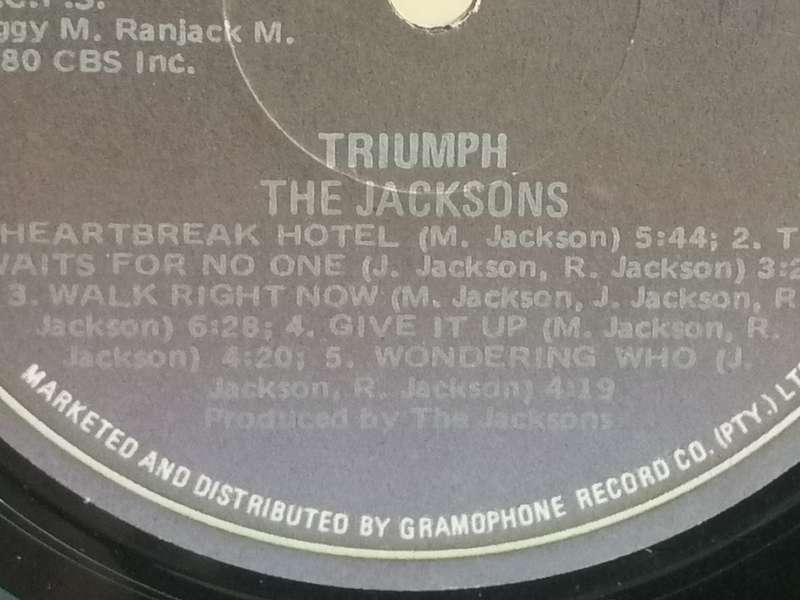 M. Ranjack M.
80 CBS Inc.
TRIUMPH
THE JACKSONS
HEARTBREAK HOTEL (M. Jackson) 5:44; 2. T
WAITS FOR NO ONE (J. Jackson, R. Jackson) 3:2
3. WALK RIGHT NOW (M. Jackson, J. Jackson, R.
Jackson) 6:28; 4. GIVE IT UP (M. Jackson, R.
Jackson) 4:20; 5. WONDERING WHO (J.
Jackson, R. Jackson) 4:19
Produced by The Jacksons
MARKETED AND DISTRIBUTED BY GRAMOPHONE RECORD CO. (PTY.) LT